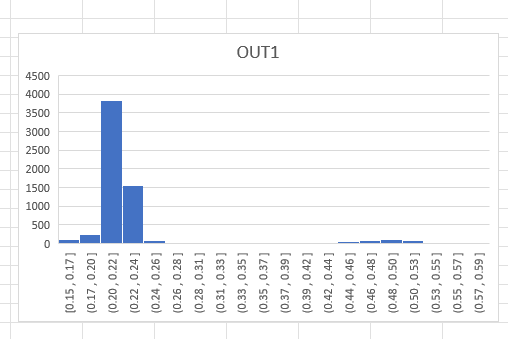 OUT1
4500
4000
3500
3000
2500
2000
1500
1000
500
0
[0.15 , 0.17]
(0.17 , 0.20]
(0.20 , 0.22]
(0.22 , 0.24]
(0.24 , 0.26]
(0.26 , 0.28]
(0.28 , 0.31]
(0.31 , 0.33]
(0.33 , 0.35]
(0.35 , 0.37]
(0.37 , 0.39]
(0.39 , 0.42]
(0.42 , 0.44]
(0.44 , 0.46]
(0.46 , 0.48]
(0.48 , 0.50]
(0.50 , 0.53]
(0.53 , 0.55]
(0.55 , 0.57]
(0.57 , 0.59]